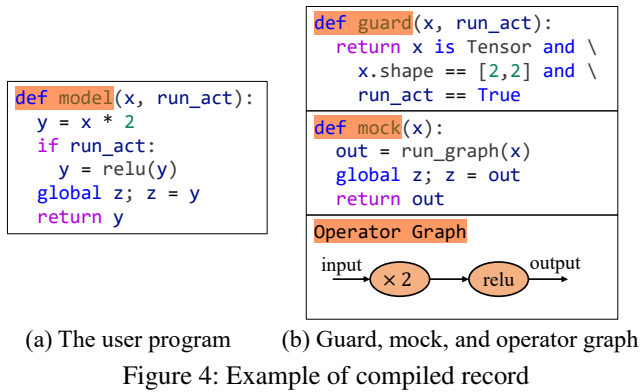 def model(x, run_act):
  y = x * 2
  if run_act:
    y = relu(y)
  global z; z = y
  return y
(a) The user program
def guard(x, run_act):
  return x is Tensor and \
    x.shape == [2,2] and \
    run_act == True
def mock(x):
  out = run_graph(x)
  global z; z = out
  return out
Operator Graph
input × 2 relu output
(b) Guard, mock, and operator graph
Figure 4: Example of compiled record